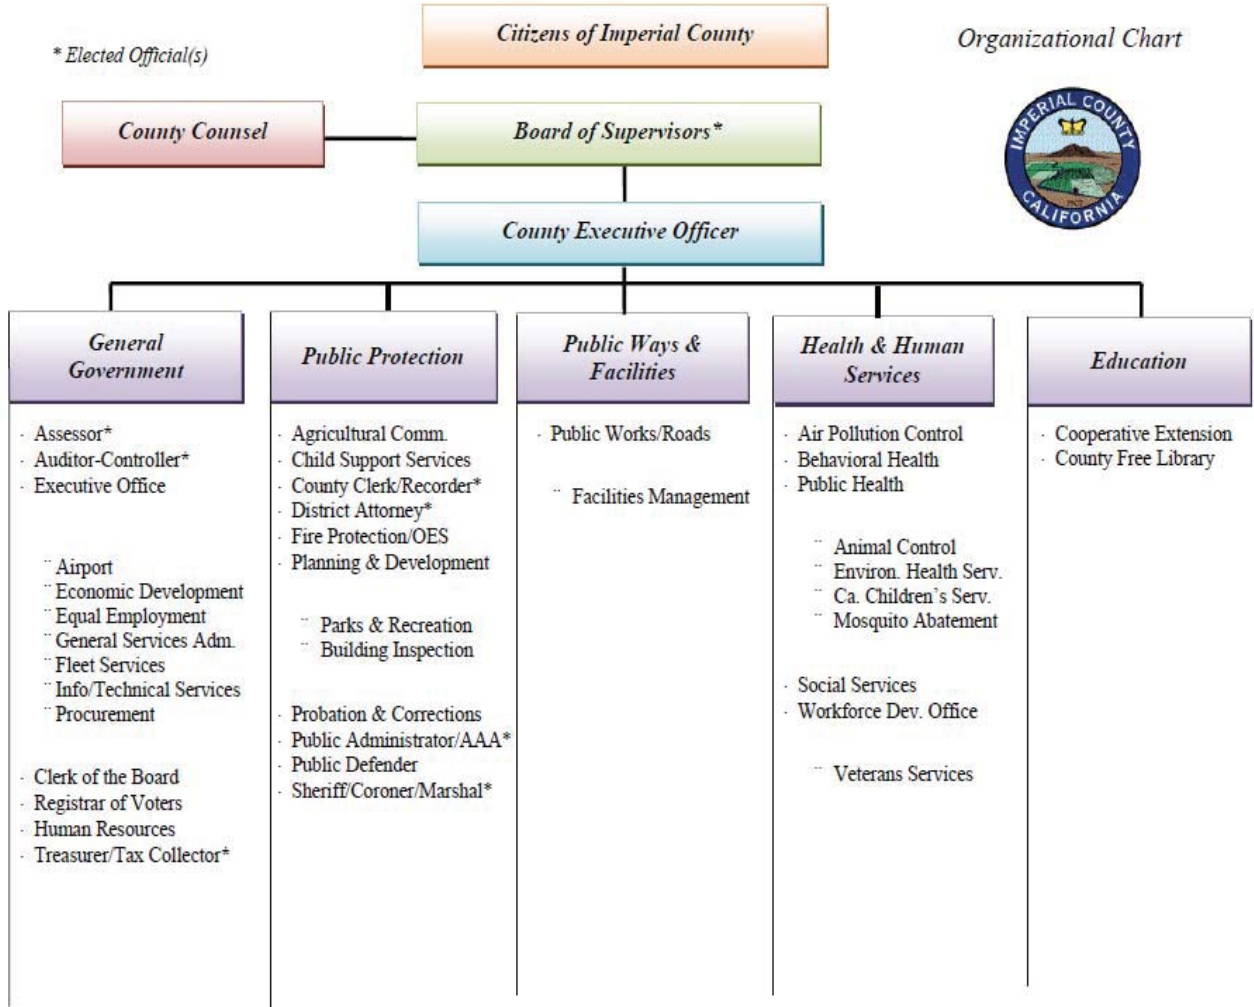 Citizens of Imperial County
Organizational Chart
* Elected Official(s)
County Counsel
Board of Supervisors*
IMPERIAL COUNTY
CALIFORNIA
1907
County Executive Officer
General
Government
· Assessor*
· Auditor-Controller*
· Executive Office
¨ Airport
¨ Economic Development
¨ Equal Employment
¨ General Services Adm.
¨ Fleet Services
¨ Info/Technical Services
¨ Procurement
· Clerk of the Board
· Registrar of Voters
· Human Resources
· Treasurer/Tax Collector*
Public Protection
· Agricultural Comm.
· Child Support Services
· County Clerk/Recorder*
· District Attorney*
· Fire Protection/OES
· Planning & Development
¨ Parks & Recreation
¨ Building Inspection
· Probation & Corrections
· Public Administrator/AAA*
· Public Defender
· Sheriff/Coroner/Marshal*
Public Ways &
Facilities
· Public Works/Roads
¨ Facilities Management
Health & Human
Services
· Air Pollution Control
· Behavioral Health
· Public Health
¨ Animal Control
¨ Environ. Health Serv.
¨ Ca. Children’s Serv.
¨ Mosquito Abatement
· Social Services
· Workforce Dev. Office
¨ Veterans Services
Education
· Cooperative Extension
· County Free Library